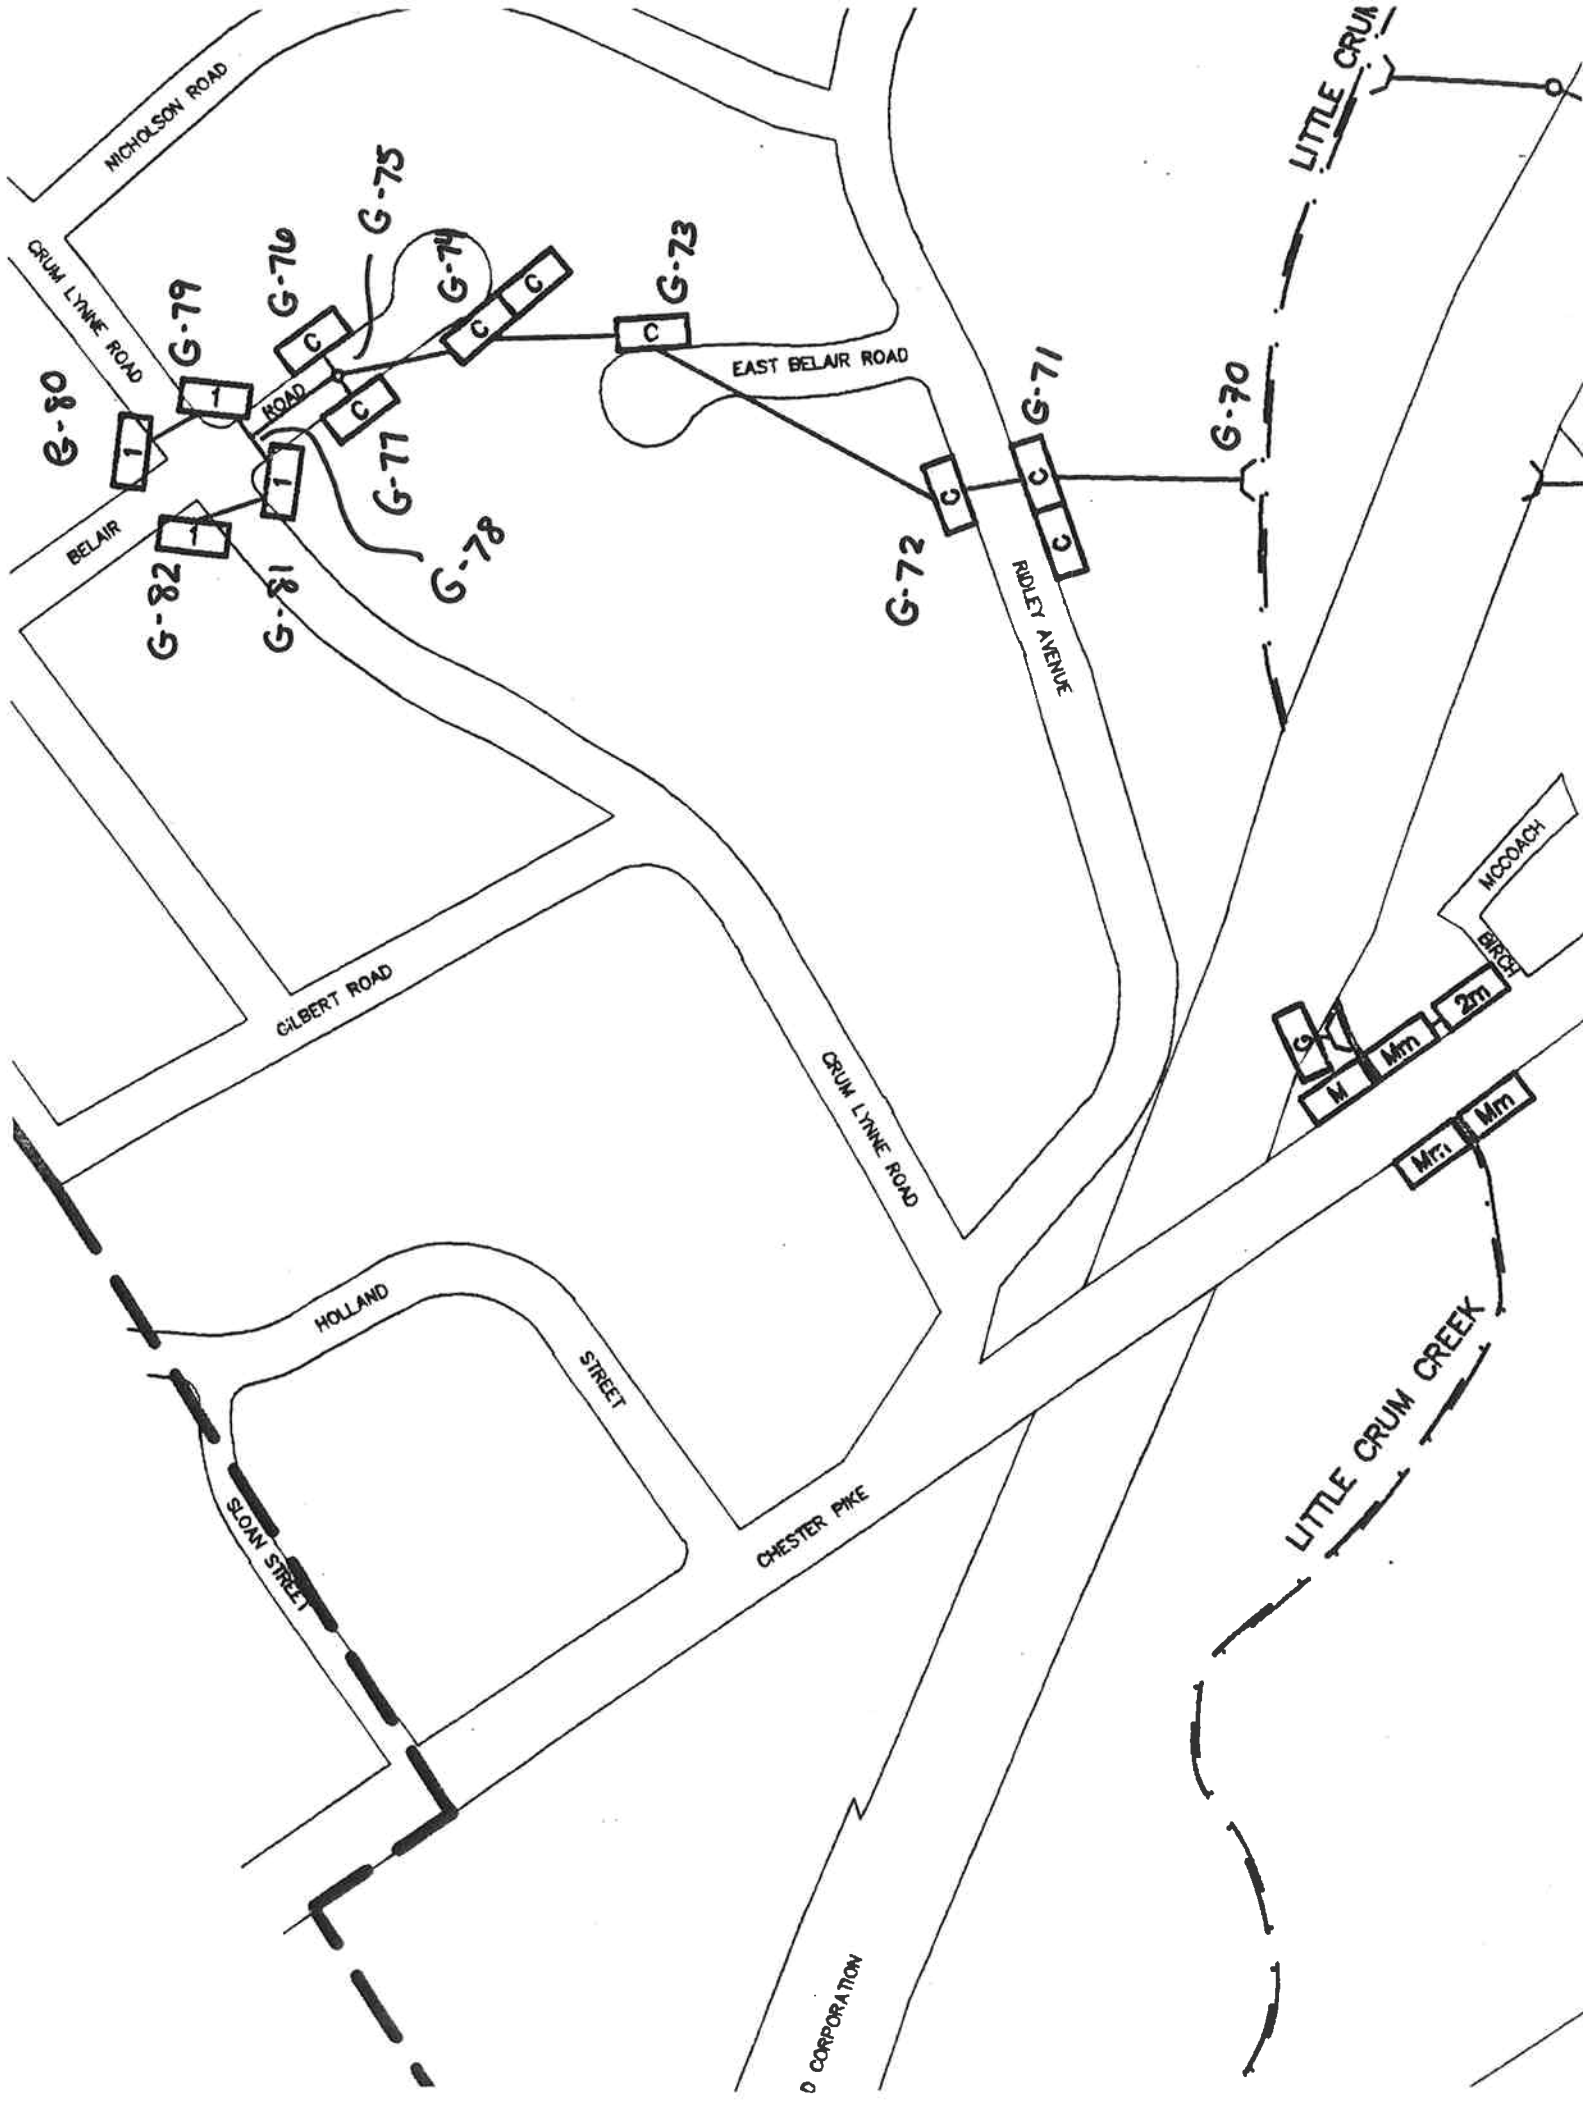 NICHOLSON ROAD
LITTLE CRUM
CRUM LYNNE ROAD
G-75
G-76
G-74
G-79
G-73
C
C
C
C
G-80
1
1
ROAD
C
EAST BELAIR ROAD
G-71
G-70
G-77
1
1
BELAIR
C
C
C
G-78
G-72
G-82
G-81
RIDLEY AVENUE
MCCOACH
BIRCH
GILBERT ROAD
2m
G
Mm
M
CRUM LYNNE ROAD
Mm
Mm
HOLLAND
STREET
LITTLE CRUM CREEK
SLOAN STREET
CHESTER PIKE
D CORPORATION